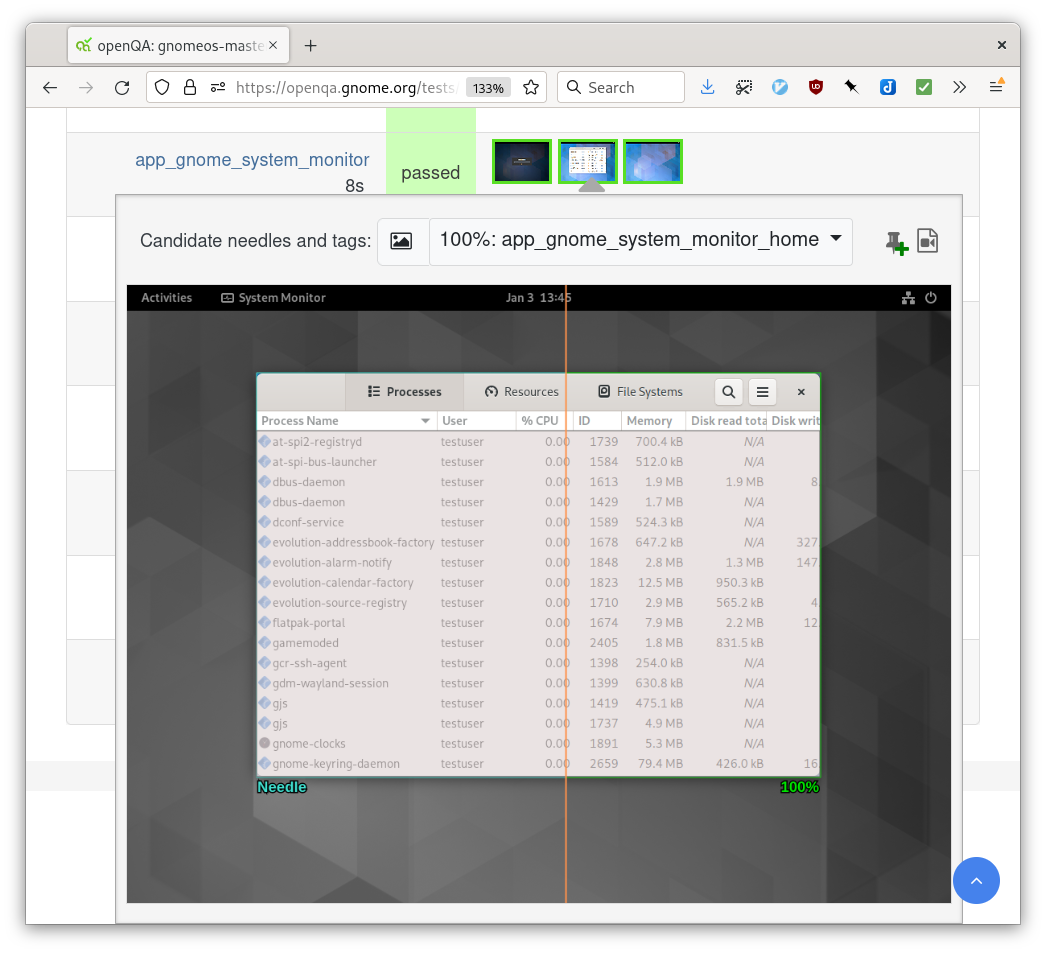 openQA: gnomeos-maste
https://openqa.gnome.org/tests/
133%
Search
app_gnome_system_monitor
8s
passed
Candidate needles and tags:
100%: app_gnome_system_monitor_home
Activities System Monitor Jan 3 13:45
Processes Resources File Systems
Process Name User % CPU ID Memory Disk read tota Disk writ
at-spi2-registryd testuser 0.00 1739 700.4 kB N/A
at-spi-bus-launcher testuser 0.00 1584 512.0 kB N/A
dbus-daemon testuser 0.00 1613 1.9 MB 1.9 MB 8.
dbus-daemon testuser 0.00 1429 1.7 MB N/A
dconf-service testuser 0.00 1589 524.3 kB N/A
evolution-addressbook-factory testuser 0.00 1678 647.2 kB N/A 327
evolution-alarm-notify testuser 0.00 1848 2.8 MB 1.3 MB 147.
evolution-calendar-factory testuser 0.00 1823 12.5 MB 950.3 kB
evolution-source-registry testuser 0.00 1710 2.9 MB 565.2 kB 4.
flatpak-portal testuser 0.00 1674 7.9 MB 2.2 MB 12.
gamemoded testuser 0.00 2405 1.8 MB 831.5 kB
gcr-ssh-agent testuser 0.00 1398 254.0 kB N/A
gdm-wayland-session testuser 0.00 1399 630.8 kB N/A
gjs testuser 0.00 1419 475.1 kB N/A
gjs testuser 0.00 1737 4.9 MB N/A
gnome-clocks testuser 0.00 1891 5.3 MB N/A
gnome-keyring-daemon testuser 0.00 2659 79.4 MB 426.0 kB 16.
Needle 100%